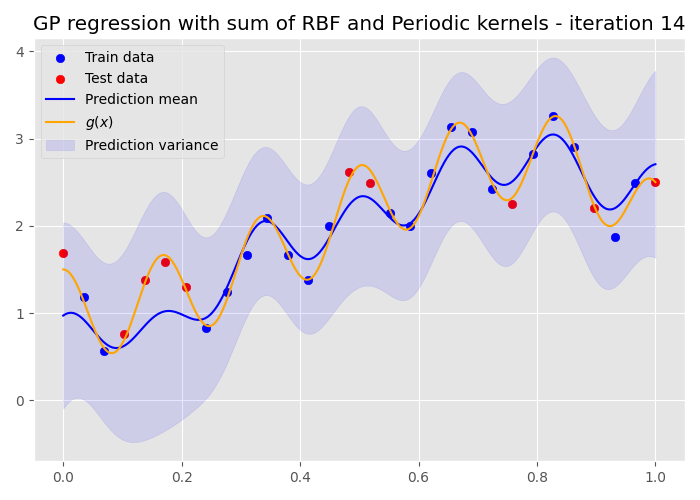 GP regression with sum of RBF and Periodic kernels - iteration 14
Train data
Test data
Prediction mean
g(x)
Prediction variance
4
3
2
1
0
0.0 0.2 0.4 0.6 0.8 1.0